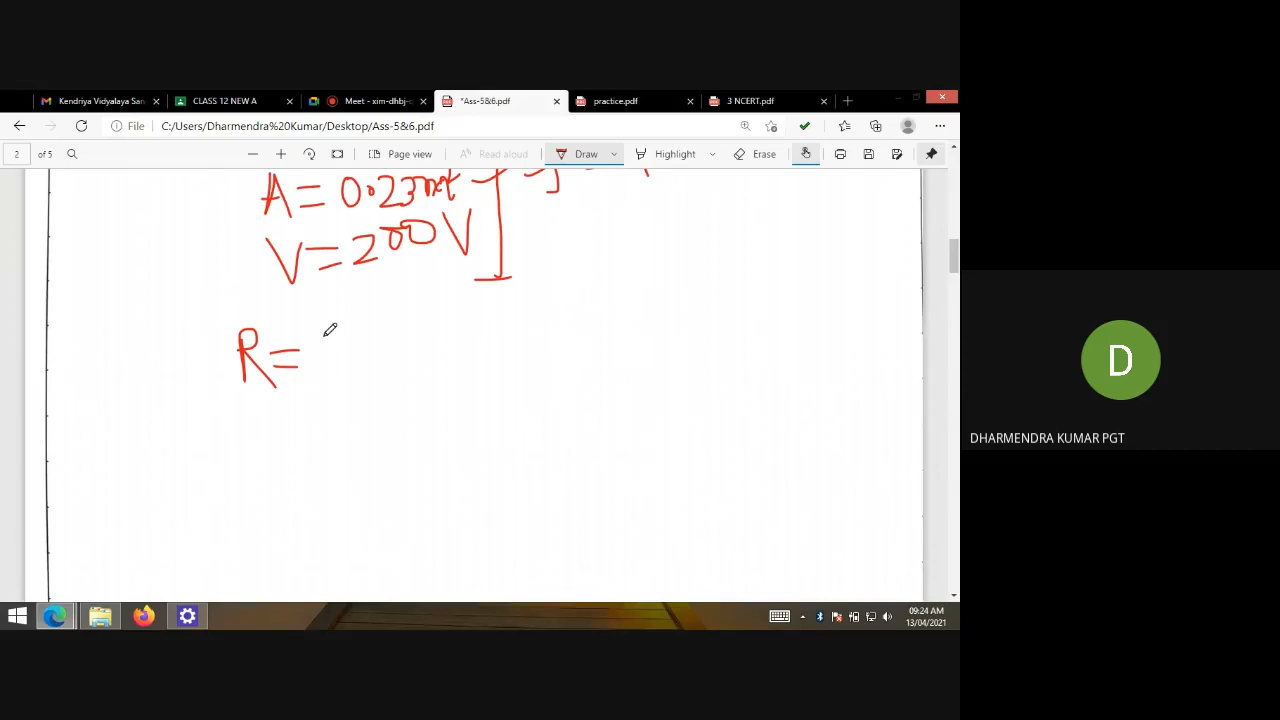 Kendriya Vidyalaya San
CLASS 12 NEW A
Meet - xim-dhbj-c
*Ass-5&6.pdf
practice.pdf
3 NCERT.pdf
File C:/Users/Dharmendra%20Kumar/Desktop/Ass-5&6.pdf
2 of 5
Page view
Read aloud
Draw
Highlight
Erase
A = 0.23
V = 200 V
R =
D
DHARMENDRA KUMAR PGT
09:24 AM
13/04/2021